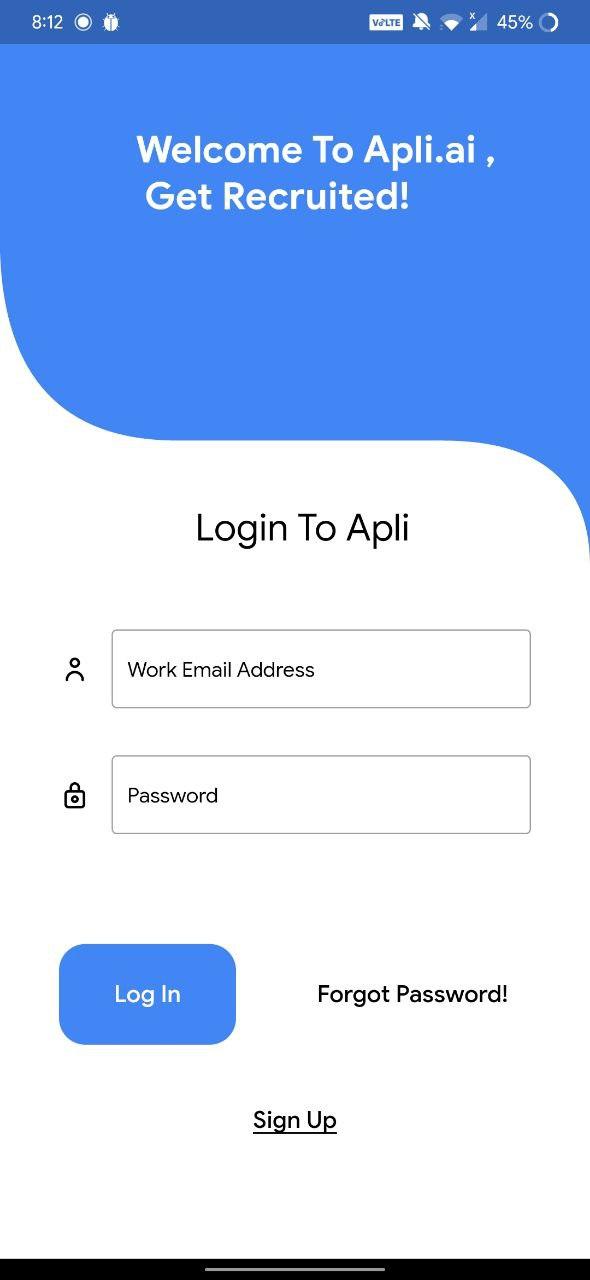 8:12 VoLTE x 45%
Welcome To Apli.ai ,
Get Recruited!
Login To Apli
Work Email Address
Password
Log In Forgot Password!
Sign Up